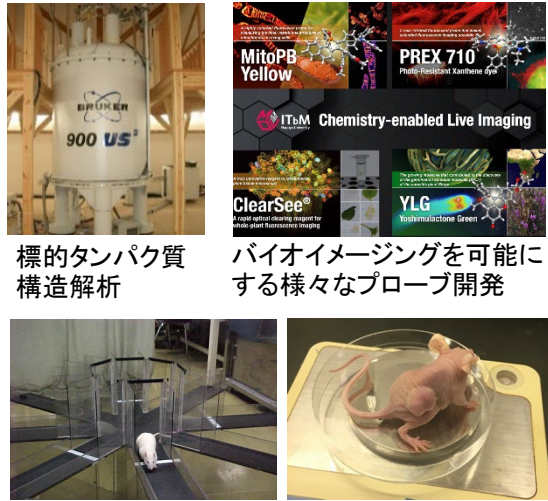 BRUKER
900 US²
MitoPB
Yellow
PREX 710
Photo-Resistant Xanthene dye
ITbM
Nagoya University
Chemistry-enabled Live Imaging
ClearSee®
A rapid optical clearing reagent for
whole-plant fluorescence imaging
YLG
Yoshimulactone Green
標的タンパク質
構造解析
バイオイメージングを可能に
する様々なプローブ開発